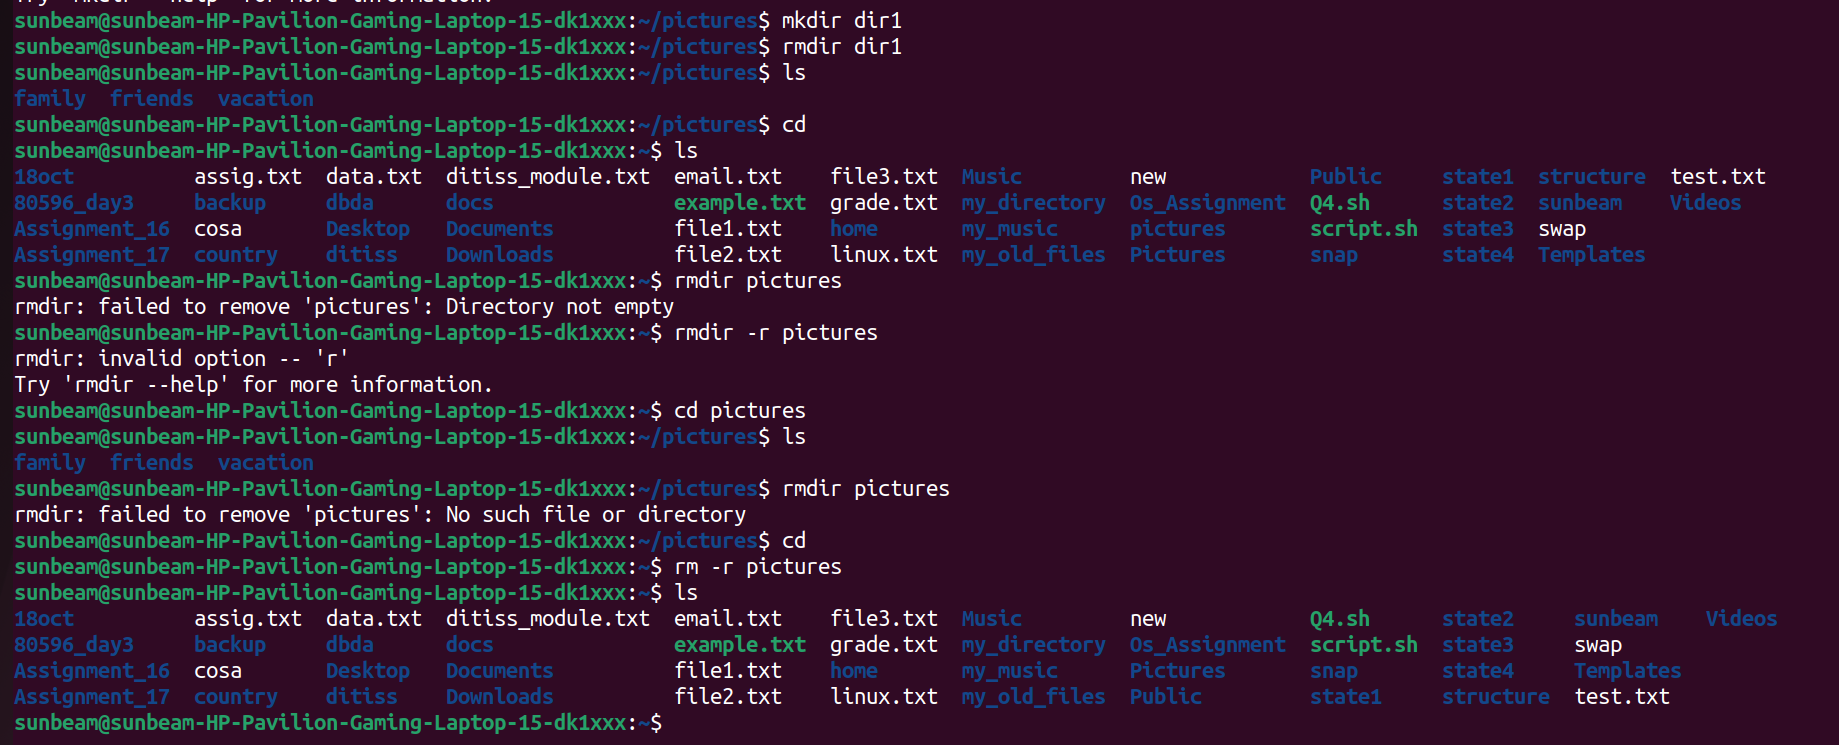 sunbeam@sunbeam-HP-Pavilion-Gaming-Laptop-15-dk1xxx:~/pictures$ mkdir dir1
sunbeam@sunbeam-HP-Pavilion-Gaming-Laptop-15-dk1xxx:~/pictures$ rmdir dir1
sunbeam@sunbeam-HP-Pavilion-Gaming-Laptop-15-dk1xxx:~/pictures$ ls
family  friends  vacation
sunbeam@sunbeam-HP-Pavilion-Gaming-Laptop-15-dk1xxx:~/pictures$ cd
sunbeam@sunbeam-HP-Pavilion-Gaming-Laptop-15-dk1xxx:~$ ls
18oct          assig.txt  data.txt  ditiss_module.txt  email.txt    file3.txt  Music         new            Public     state1  structure  test.txt
80596_day3     backup     dbda      docs               example.txt  grade.txt  my_directory  Os_Assignment  Q4.sh      state2  sunbeam    Videos
Assignment_16  cosa       Desktop   Documents          file1.txt    home       my_music      pictures       script.sh  state3  swap
Assignment_17  country    ditiss    Downloads          file2.txt    linux.txt  my_old_files  Pictures       snap       state4  Templates
sunbeam@sunbeam-HP-Pavilion-Gaming-Laptop-15-dk1xxx:~$ rmdir pictures
rmdir: failed to remove 'pictures': Directory not empty
sunbeam@sunbeam-HP-Pavilion-Gaming-Laptop-15-dk1xxx:~$ rmdir -r pictures
rmdir: invalid option -- 'r'
Try 'rmdir --help' for more information.
sunbeam@sunbeam-HP-Pavilion-Gaming-Laptop-15-dk1xxx:~$ cd pictures
sunbeam@sunbeam-HP-Pavilion-Gaming-Laptop-15-dk1xxx:~/pictures$ ls
family  friends  vacation
sunbeam@sunbeam-HP-Pavilion-Gaming-Laptop-15-dk1xxx:~/pictures$ rmdir pictures
rmdir: failed to remove 'pictures': No such file or directory
sunbeam@sunbeam-HP-Pavilion-Gaming-Laptop-15-dk1xxx:~/pictures$ cd
sunbeam@sunbeam-HP-Pavilion-Gaming-Laptop-15-dk1xxx:~$ rm -r pictures
sunbeam@sunbeam-HP-Pavilion-Gaming-Laptop-15-dk1xxx:~$ ls
18oct          assig.txt  data.txt  ditiss_module.txt  email.txt    file3.txt  Music         new            Q4.sh      state2     sunbeam    Videos
80596_day3     backup     dbda      docs               example.txt  grade.txt  my_directory  Os_Assignment  script.sh  state3     swap
Assignment_16  cosa       Desktop   Documents          file1.txt    home       my_music      Pictures       snap       state4     Templates
Assignment_17  country    ditiss    Downloads          file2.txt    linux.txt  my_old_files  Public         state1     structure  test.txt
sunbeam@sunbeam-HP-Pavilion-Gaming-Laptop-15-dk1xxx:~$